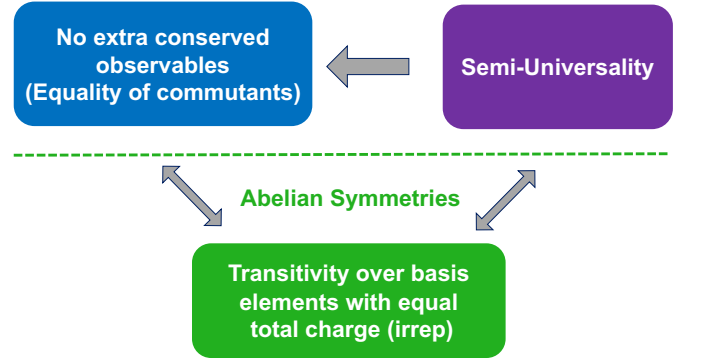 No extra conserved
observables
(Equality of commutants)
Semi-Universality
Abelian Symmetries
Transitivity over basis
elements with equal
total charge (irrep)